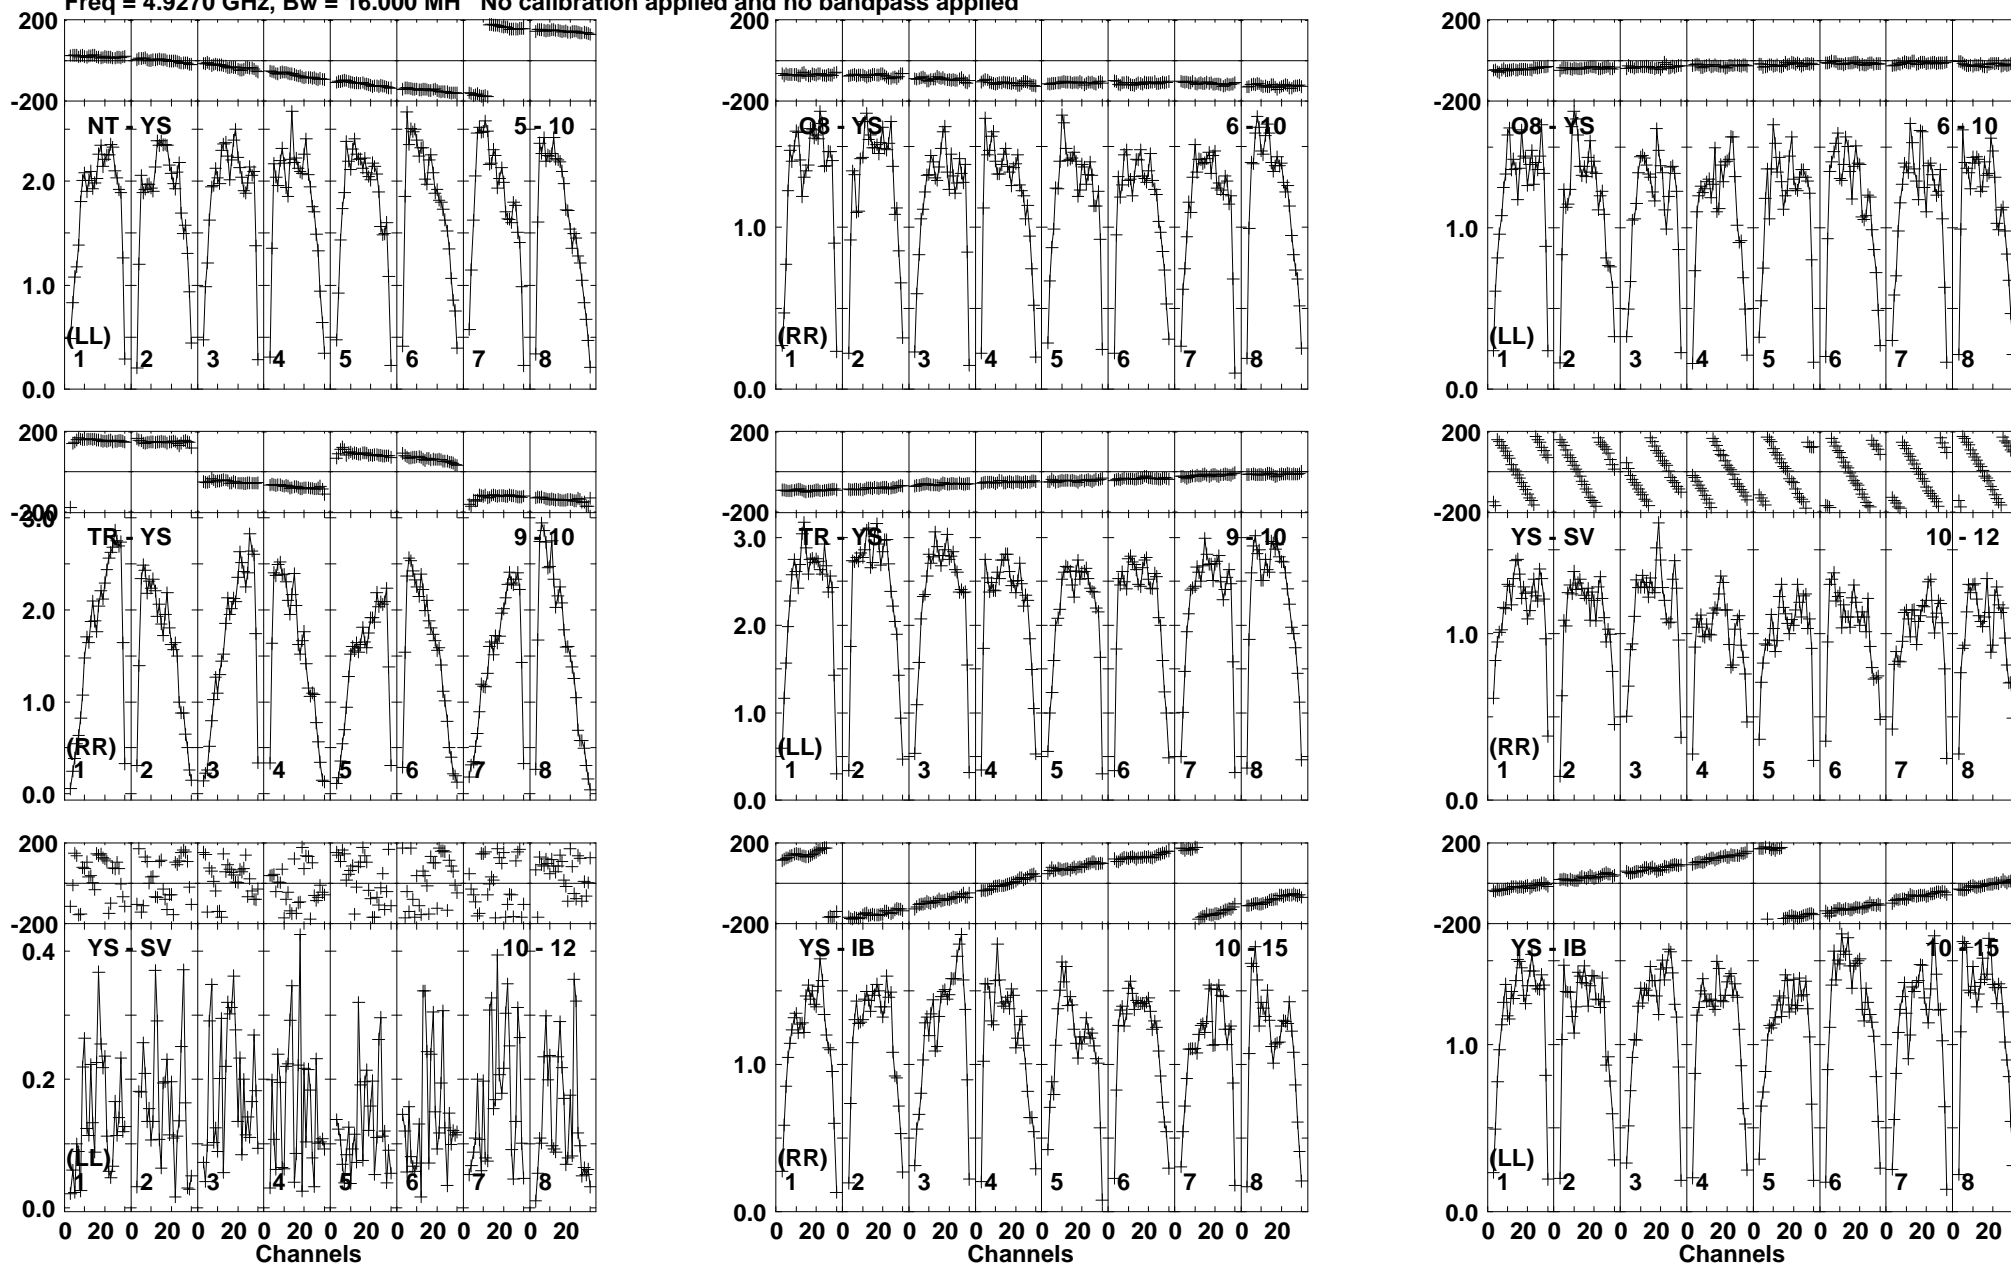 Freq = 4.9270 GHz, Bw = 16.000 MH No calibration applied and no bandpass applied
200 200 200
-200 -200 -200
NT - YS 5 - 10 O8 - YS 6 - 10 O8 - YS 6 - 10
2.0
1.0 1.0
1.0
(LL) (RR) (LL)
1 2 3 4 5 6 7 8 1 2 3 4 5 6 7 8 1 2 3 4 5 6 7 8
0.0 0.0 0.0
200 200 200
-200 -200 -200
3.0
TR - YS 9 - 10 TR - YS 9 - 10 YS - SV 10 - 12
3.0
2.0 2.0 1.0
1.0 1.0
(RR) (LL) (RR)
1 2 3 4 5 6 7 8 1 2 3 4 5 6 7 8 1 2 3 4 5 6 7 8
0.0 0.0 0.0
200 200 200
-200 -200 -200
YS - SV 10 - 12 YS - IB 10 - 15 YS - IB 10 - 15
0.4
0.2 1.0 1.0
(LL) (RR) (LL)
1 2 3 4 5 6 7 8 1 2 3 4 5 6 7 8 1 2 3 4 5 6 7 8
0.0 0.0 0.0
0 20 0 20 0 20 0 20 0 20 0 20 0 20 0 20 0 20 0 20 0 20 0 20 0 20 0 20 0 20 0 20 0 20 0 20 0 20 0 20 0 20 0 20 0 20 0 20
Channels Channels Channels